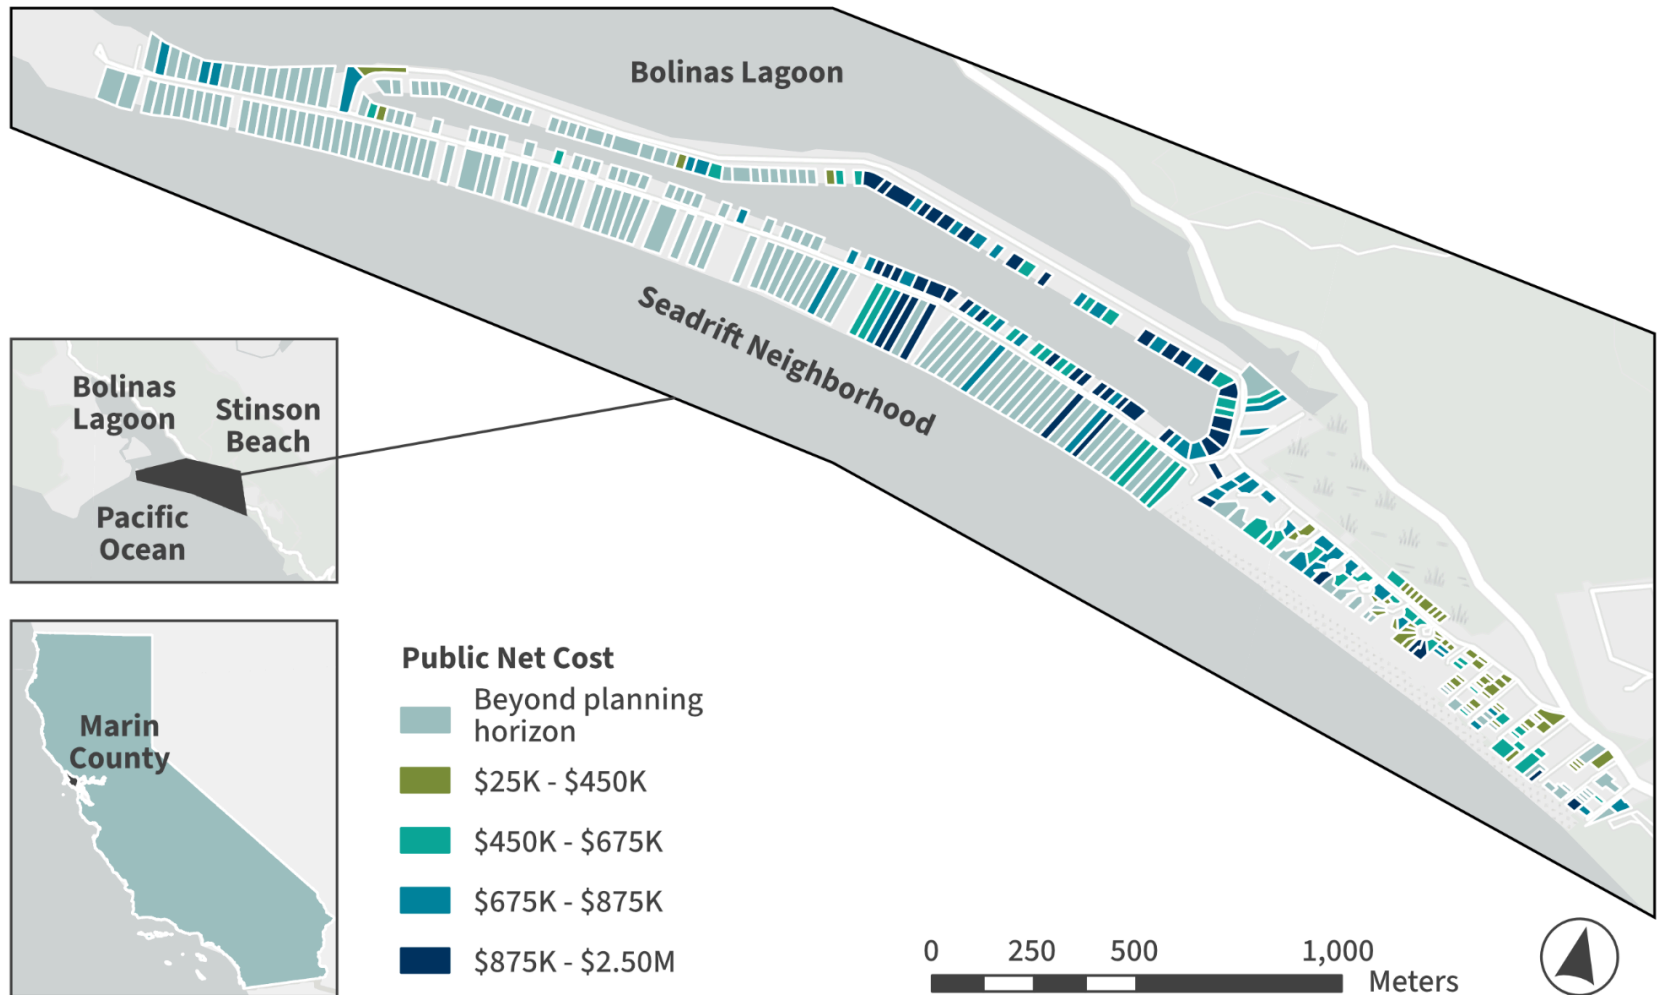 Bolinas Lagoon
Seadrift Neighborhood
Bolinas
Lagoon
Stinson
Beach
Pacific
Ocean
Marin
County
Public Net Cost
Beyond planning
horizon
$25K - $450K
$450K - $675K
$675K - $875K
$875K - $2.50M
0 250 500 1,000
Meters